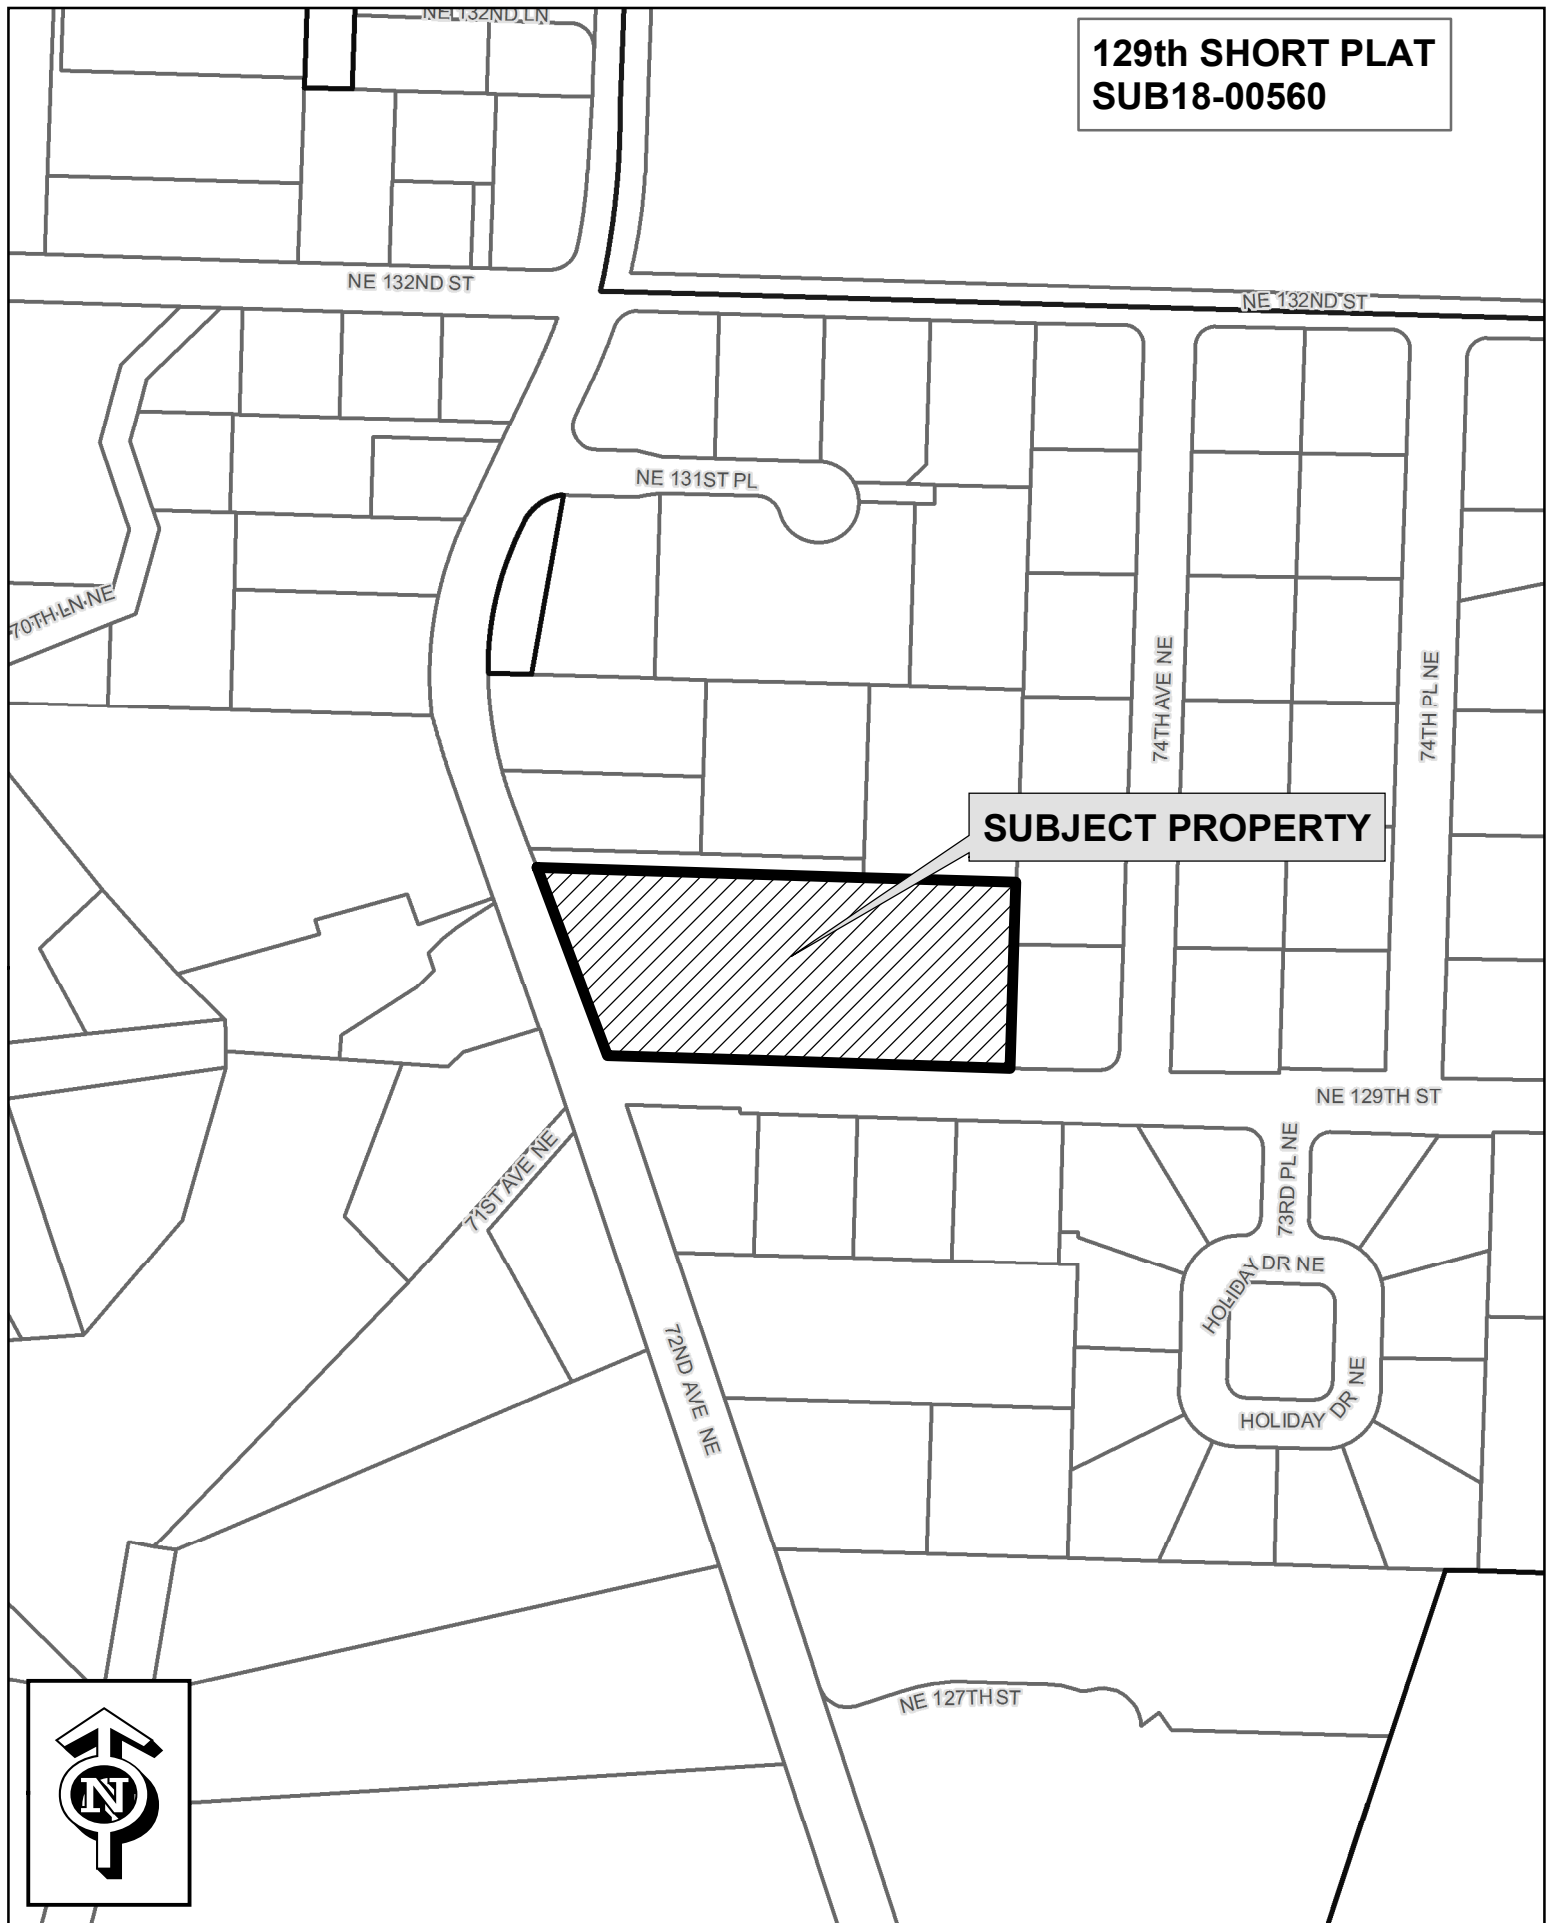 NE 132ND LN
129th SHORT PLAT
SUB18-00560
NE 132ND ST
NE 132ND ST
NE 131ST PL
70TH LN NE
74TH AVE NE
74TH PL NE
SUBJECT PROPERTY
NE 129TH ST
71ST AVE NE
73RD PL NE
HOLIDAY DR NE
72ND AVE NE
HOLIDAY DR NE
NE 127TH ST
N